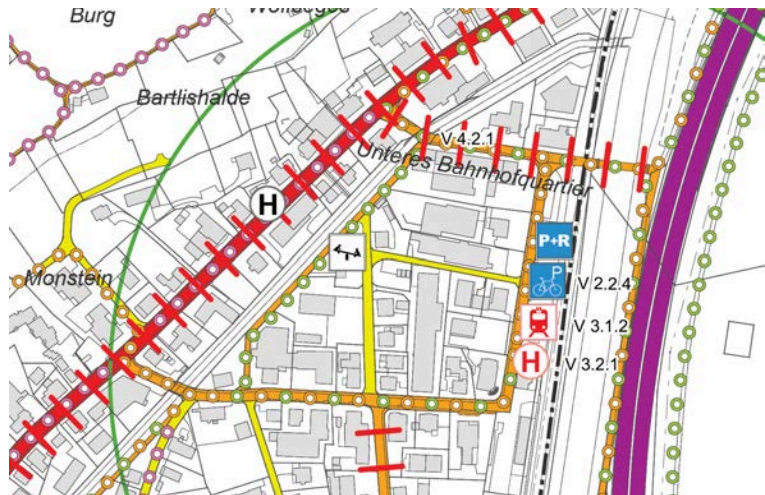 Burg
Bartlishalde
V 4.2.1
Unteres Bahnhofquartier
H
P+R
P
Monstein
V 2.2.4
V 3.1.2
H
V 3.2.1